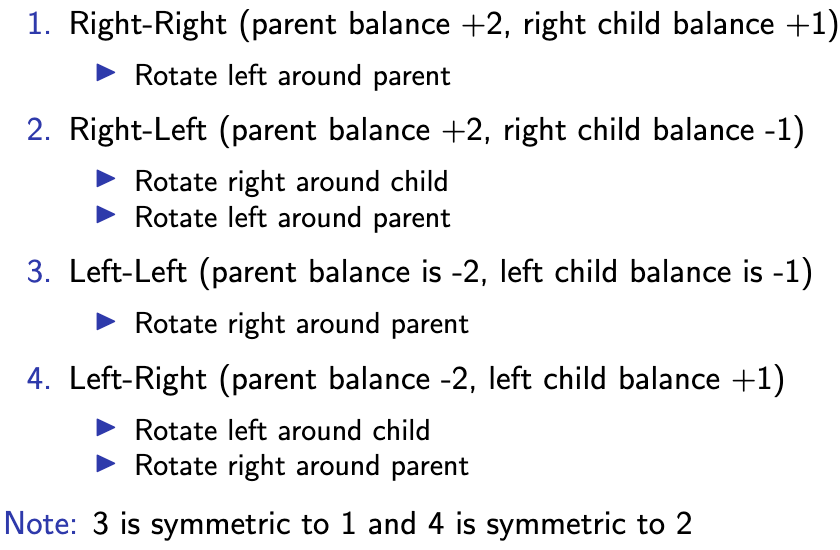 1. Right-Right (parent balance +2, right child balance +1)
▶ Rotate left around parent
2. Right-Left (parent balance +2, right child balance -1)
▶ Rotate right around child
▶ Rotate left around parent
3. Left-Left (parent balance is -2, left child balance is -1)
▶ Rotate right around parent
4. Left-Right (parent balance -2, left child balance +1)
▶ Rotate left around child
▶ Rotate right around parent
Note: 3 is symmetric to 1 and 4 is symmetric to 2